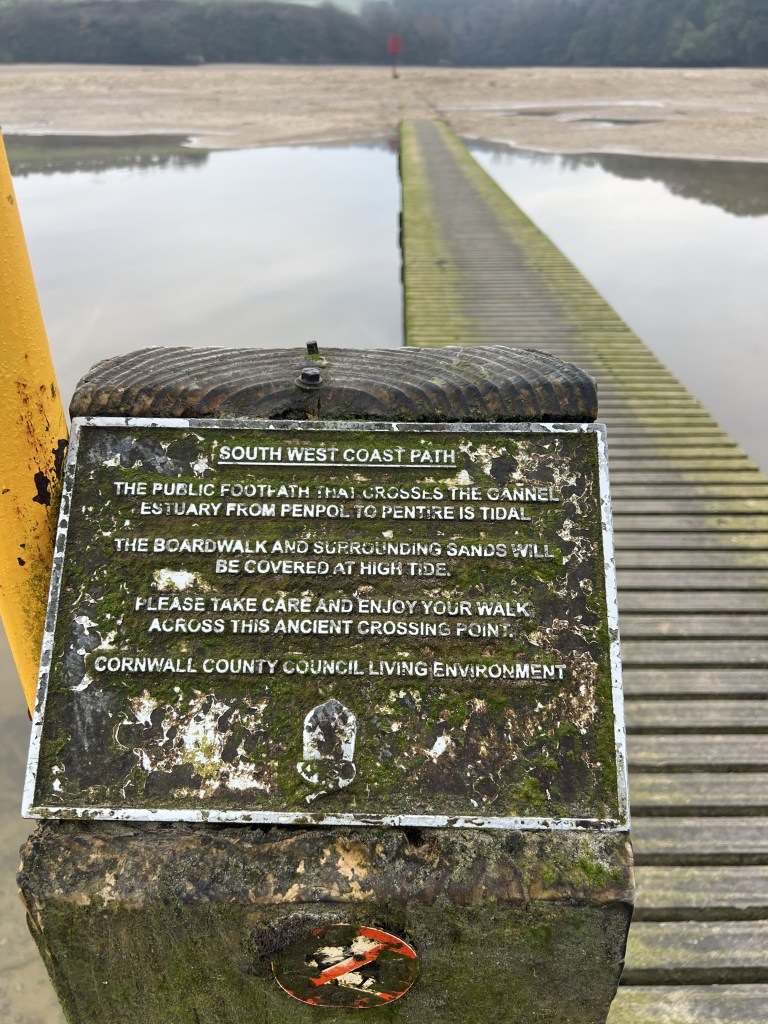 SOUTH WEST COAST PATH
THE PUBLIC FOOTPATH THAT CROSSES THE GANNEL
ESTUARY FROM PENPOL TO PENTIRE IS TIDAL
THE BOARDWALK AND SURROUNDING SANDS WILL
BE COVERED AT HIGH TIDE.
PLEASE TAKE CARE AND ENJOY YOUR WALK
ACROSS THIS ANCIENT CROSSING POINT.
CORNWALL COUNTY COUNCIL LIVING ENVIRONMENT